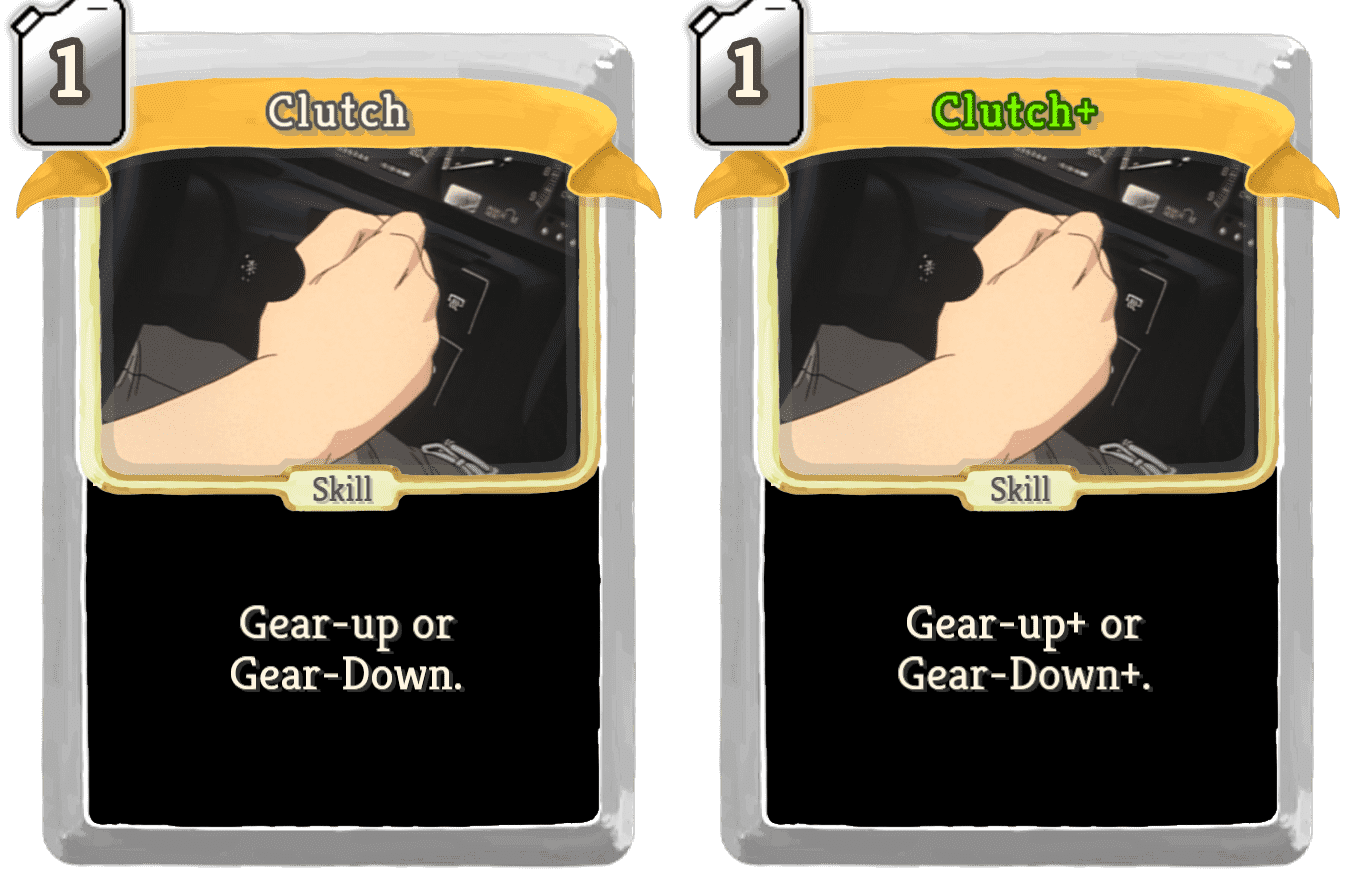 1
Clutch
Skill
Gear-up or
Gear-Down.
1
Clutch+
Skill
Gear-up+ or
Gear-Down+.